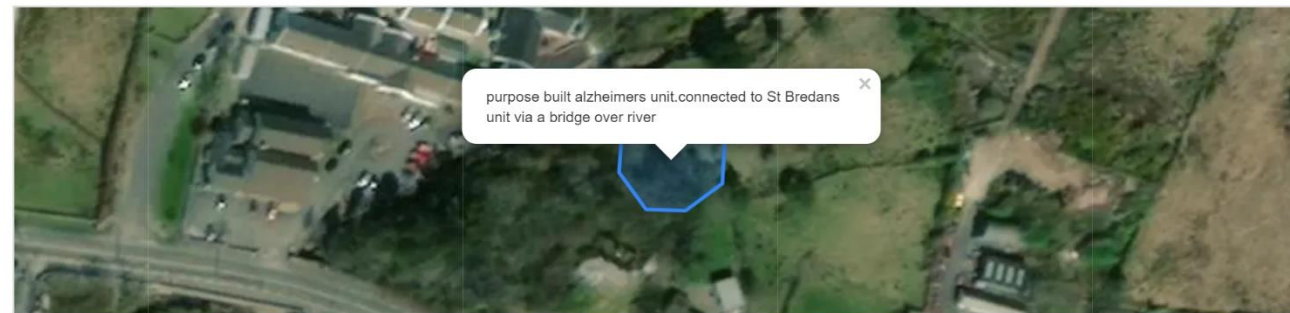 purpose built alzheimers unit.connected to St Bredans
unit via a bridge over river